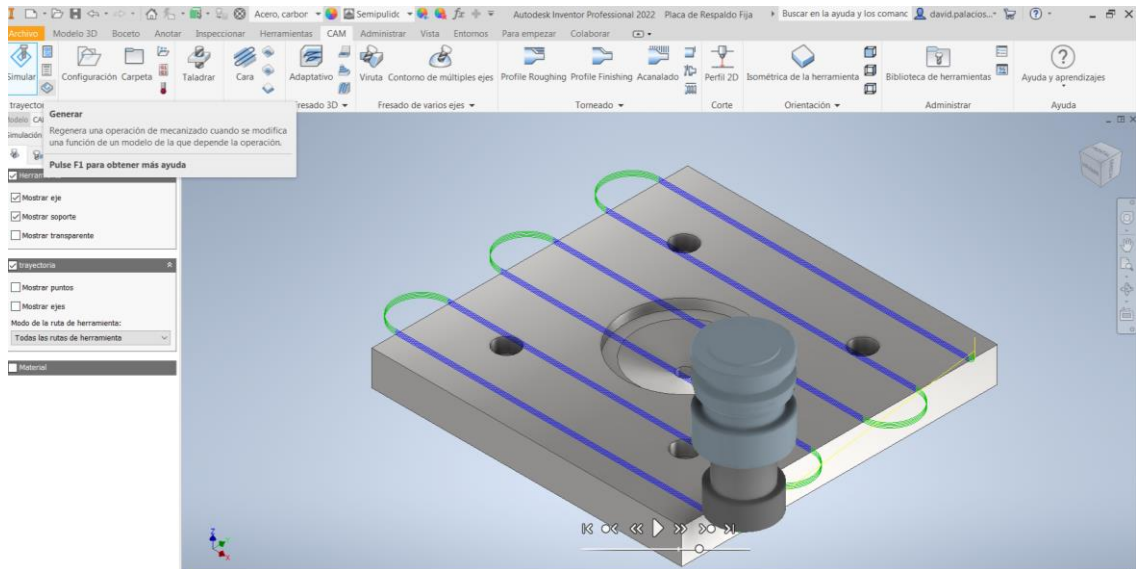 Acero, carbor
Semipulidc
fx
Autodesk Inventor Professional 2022 Placa de Respaldo Fija
Buscar en la ayuda y los comanc
david.palacios...
Archivo Modelo 3D Boceto Anotar Inspeccionar Herramientas CAM Administrar Vista Entornos Para empezar Colaborar
Simular Configuración Carpeta Taladrar Cara Adaptativo Viruta Contorno de múltiples ejes Profile Roughing Profile Finishing Acanalado Perfil 2D Isométrica de la herramienta Biblioteca de herramientas Ayuda y aprendizajes
trayector resado 3D Fresado de varios ejes Torneado Corte Orientación Administrar Ayuda
Generar
Regenera una operación de mecanizado cuando se modifica
una función de un modelo de la que depende la operación.
Pulse F1 para obtener más ayuda
Mostrar eje
Mostrar soporte
Mostrar transparente
trayectoria
Mostrar puntos
Mostrar ejes
Modo de la ruta de herramienta:
Todas las rutas de herramienta
Material